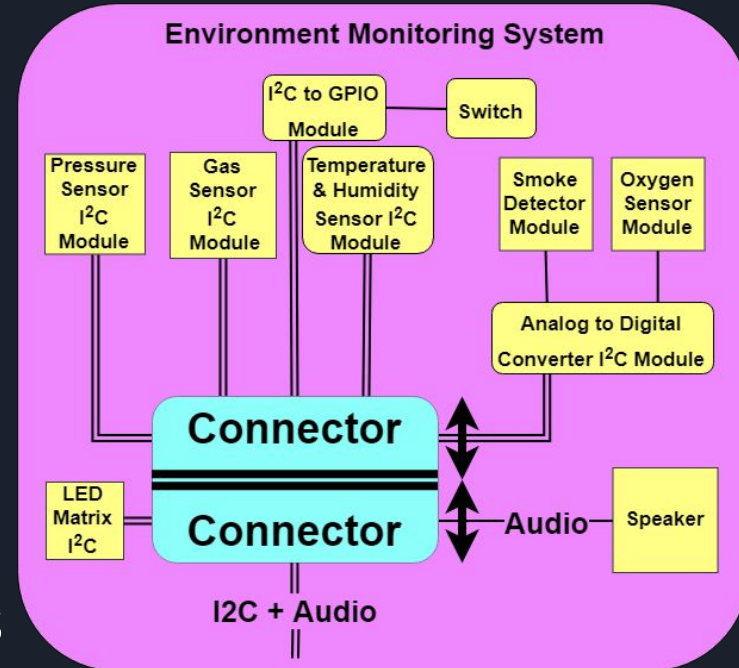 Environment Monitoring System
I²C to GPIO
Module
Switch
Pressure
Sensor
I²C
Module
Gas
Sensor
I²C
Module
Temperature
& Humidity
Sensor I²C
Module
Smoke
Detector
Module
Oxygen
Sensor
Module
Analog to Digital
Converter I²C Module
Connector
Connector
LED
Matrix
I²C
Audio
Speaker
I2C + Audio